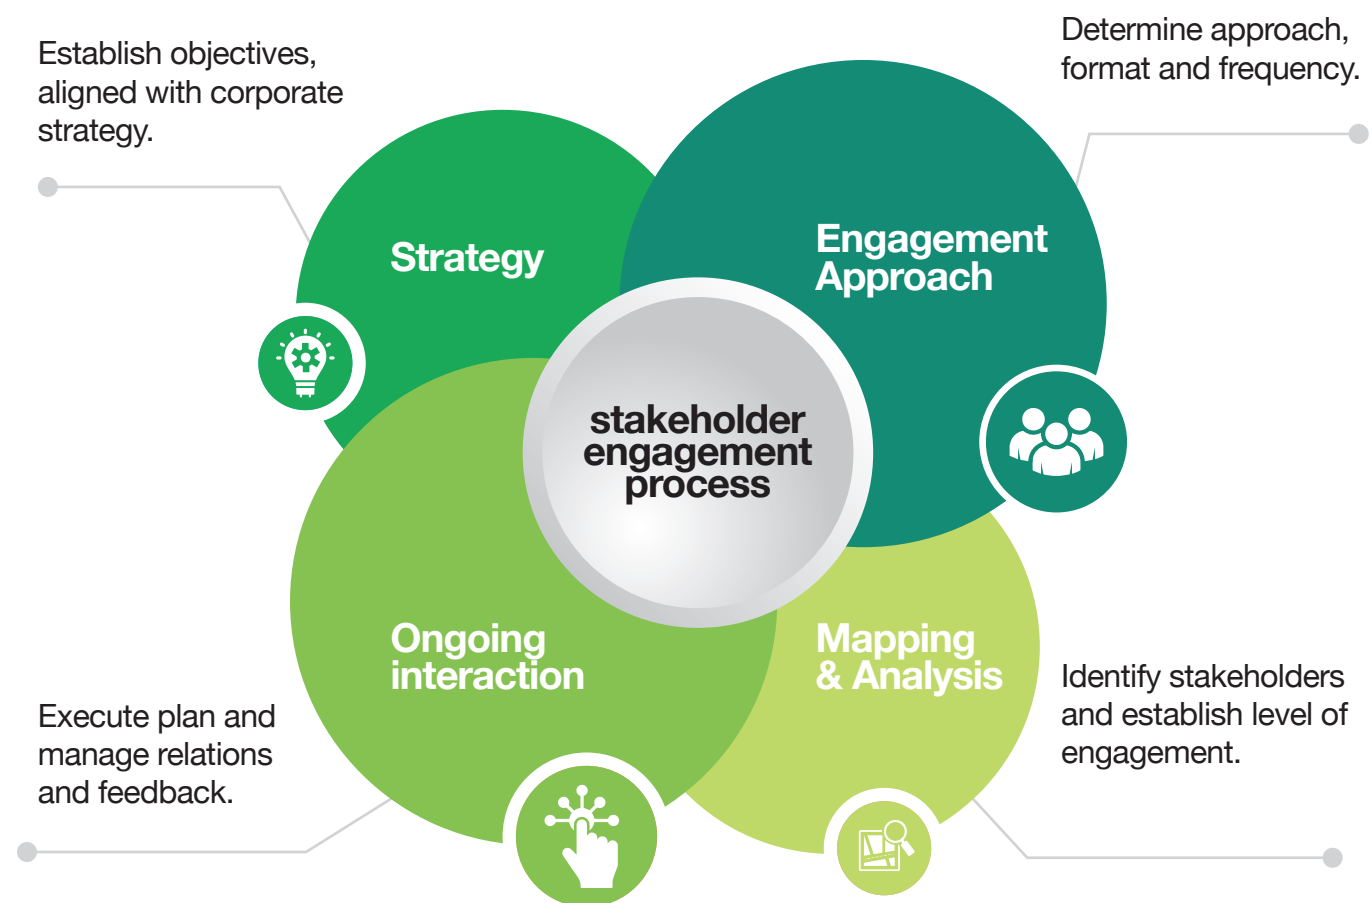 Establish objectives,
aligned with corporate
strategy.
Determine approach,
format and frequency.
Strategy
Engagement
Approach
stakeholder
engagement
process
Ongoing
interaction
Mapping
& Analysis
Execute plan and
manage relations
and feedback.
Identify stakeholders
and establish level of
engagement.